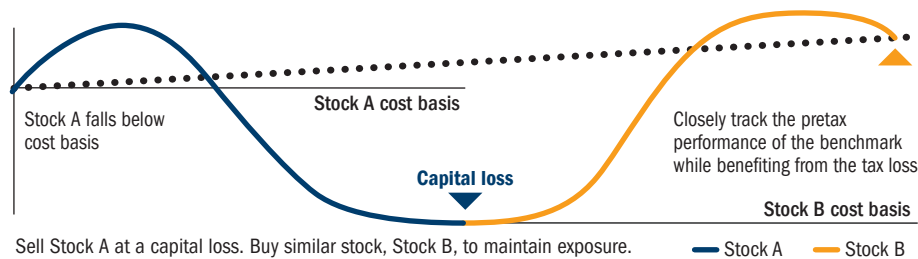 Stock A falls below
cost basis
Stock A cost basis
Capital loss
Closely track the pretax
performance of the benchmark
while benefiting from the tax loss
Stock B cost basis
Sell Stock A at a capital loss. Buy similar stock, Stock B, to maintain exposure.
Stock A Stock B